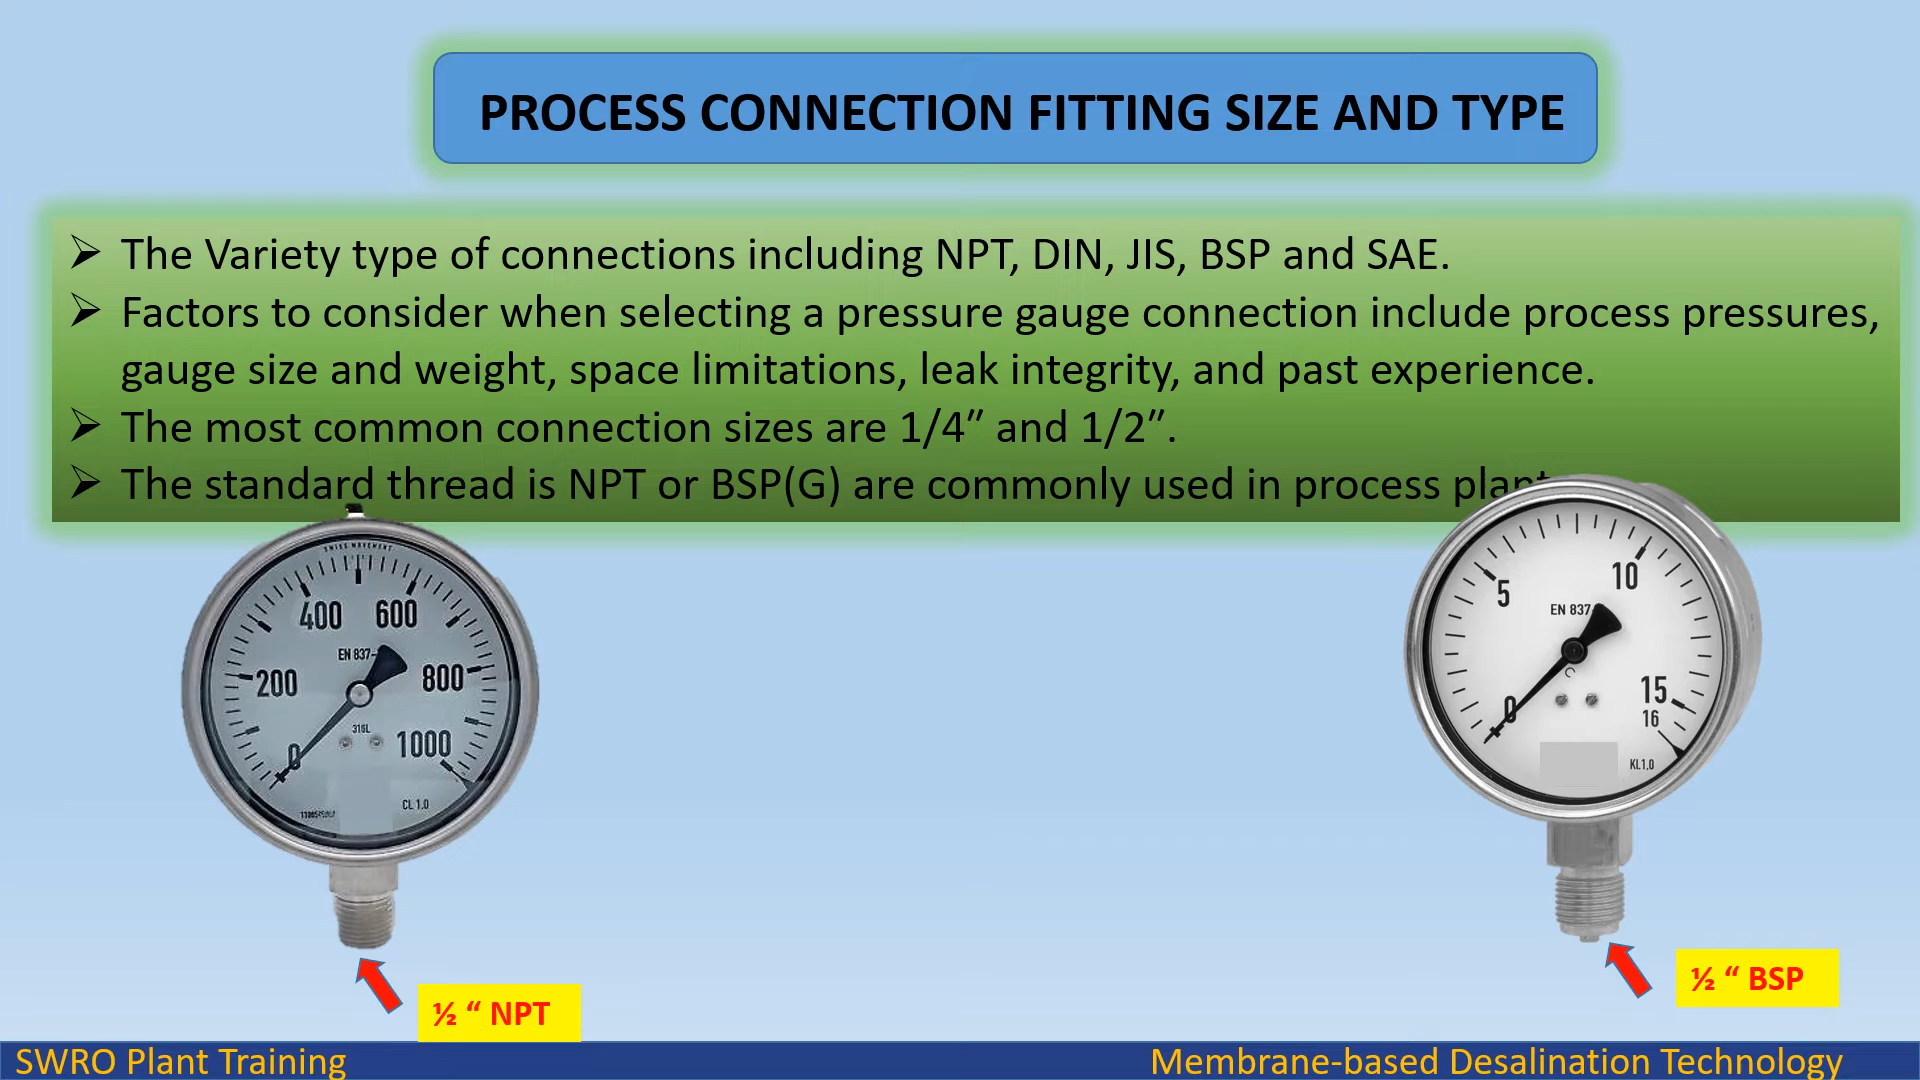 PROCESS CONNECTION FITTING SIZE AND TYPE
➢ The Variety type of connections including NPT, DIN, JIS, BSP and SAE.
➢ Factors to consider when selecting a pressure gauge connection include process pressures,
gauge size and weight, space limitations, leak integrity, and past experience.
➢ The most common connection sizes are 1/4″ and 1/2″.
➢ The standard thread is NPT or BSP(G) are commonly used in process plant
SWISS MOVEMENT
400 600
EN 837-
200 800
316L
0 1000
CL 1.0
5 10
EN 837-
C
0 15
16
KL1,0
½ “ NPT
½ “ BSP
SWRO Plant Training
Membrane-based Desalination Technology